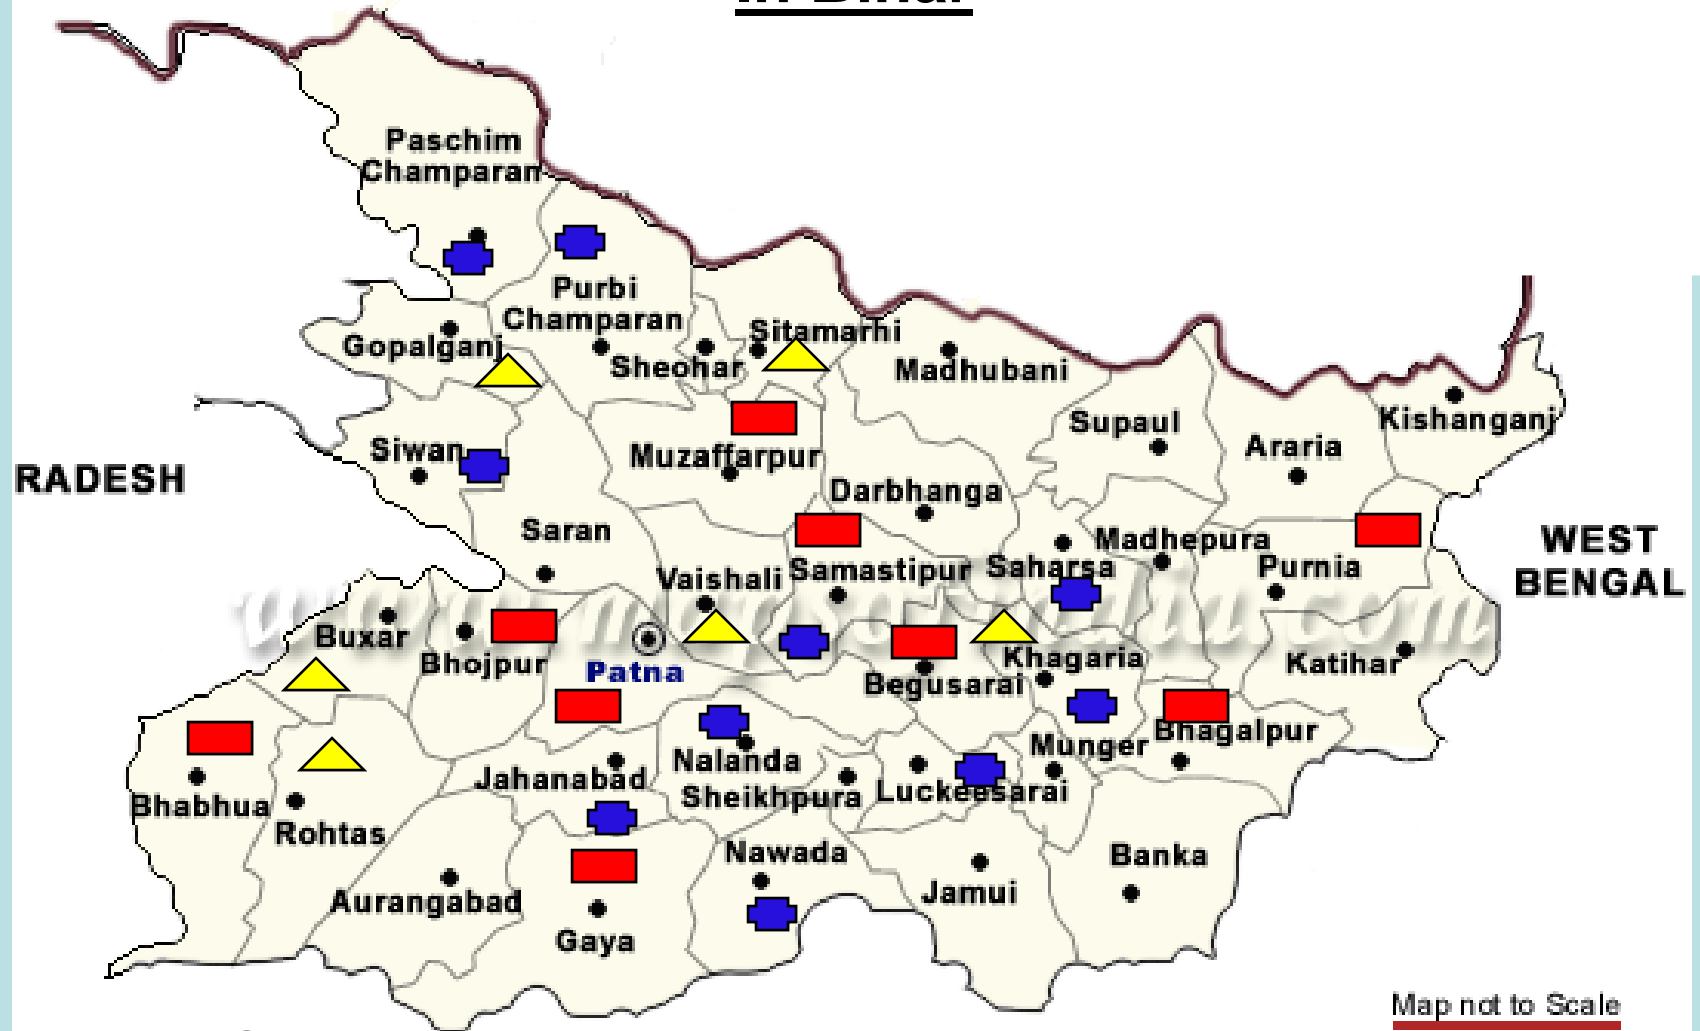 in Bihar
Paschim
Champaran
Purbi
Champaran
Gopalganj
Sheohar
Sitamarhi
Madhubani
Supaul
Araria
Kishanganj
Siwan
Muzaffarpur
Darbhanga
RADESH
Saran
Vaishali
Samastipur
Saharsa
Madhepura
Purnia
WEST
BENGAL
Buxar
Bhojpur
Patna
Begusarai
Khagaria
Katihar
Bhagalpur
Munger
Jahanabad
Nalanda
Sheikhpura
Luckeesarai
Bhabhua
Rohtas
Nawada
Banka
Aurangabad
Jamui
Gaya
Map not to Scale